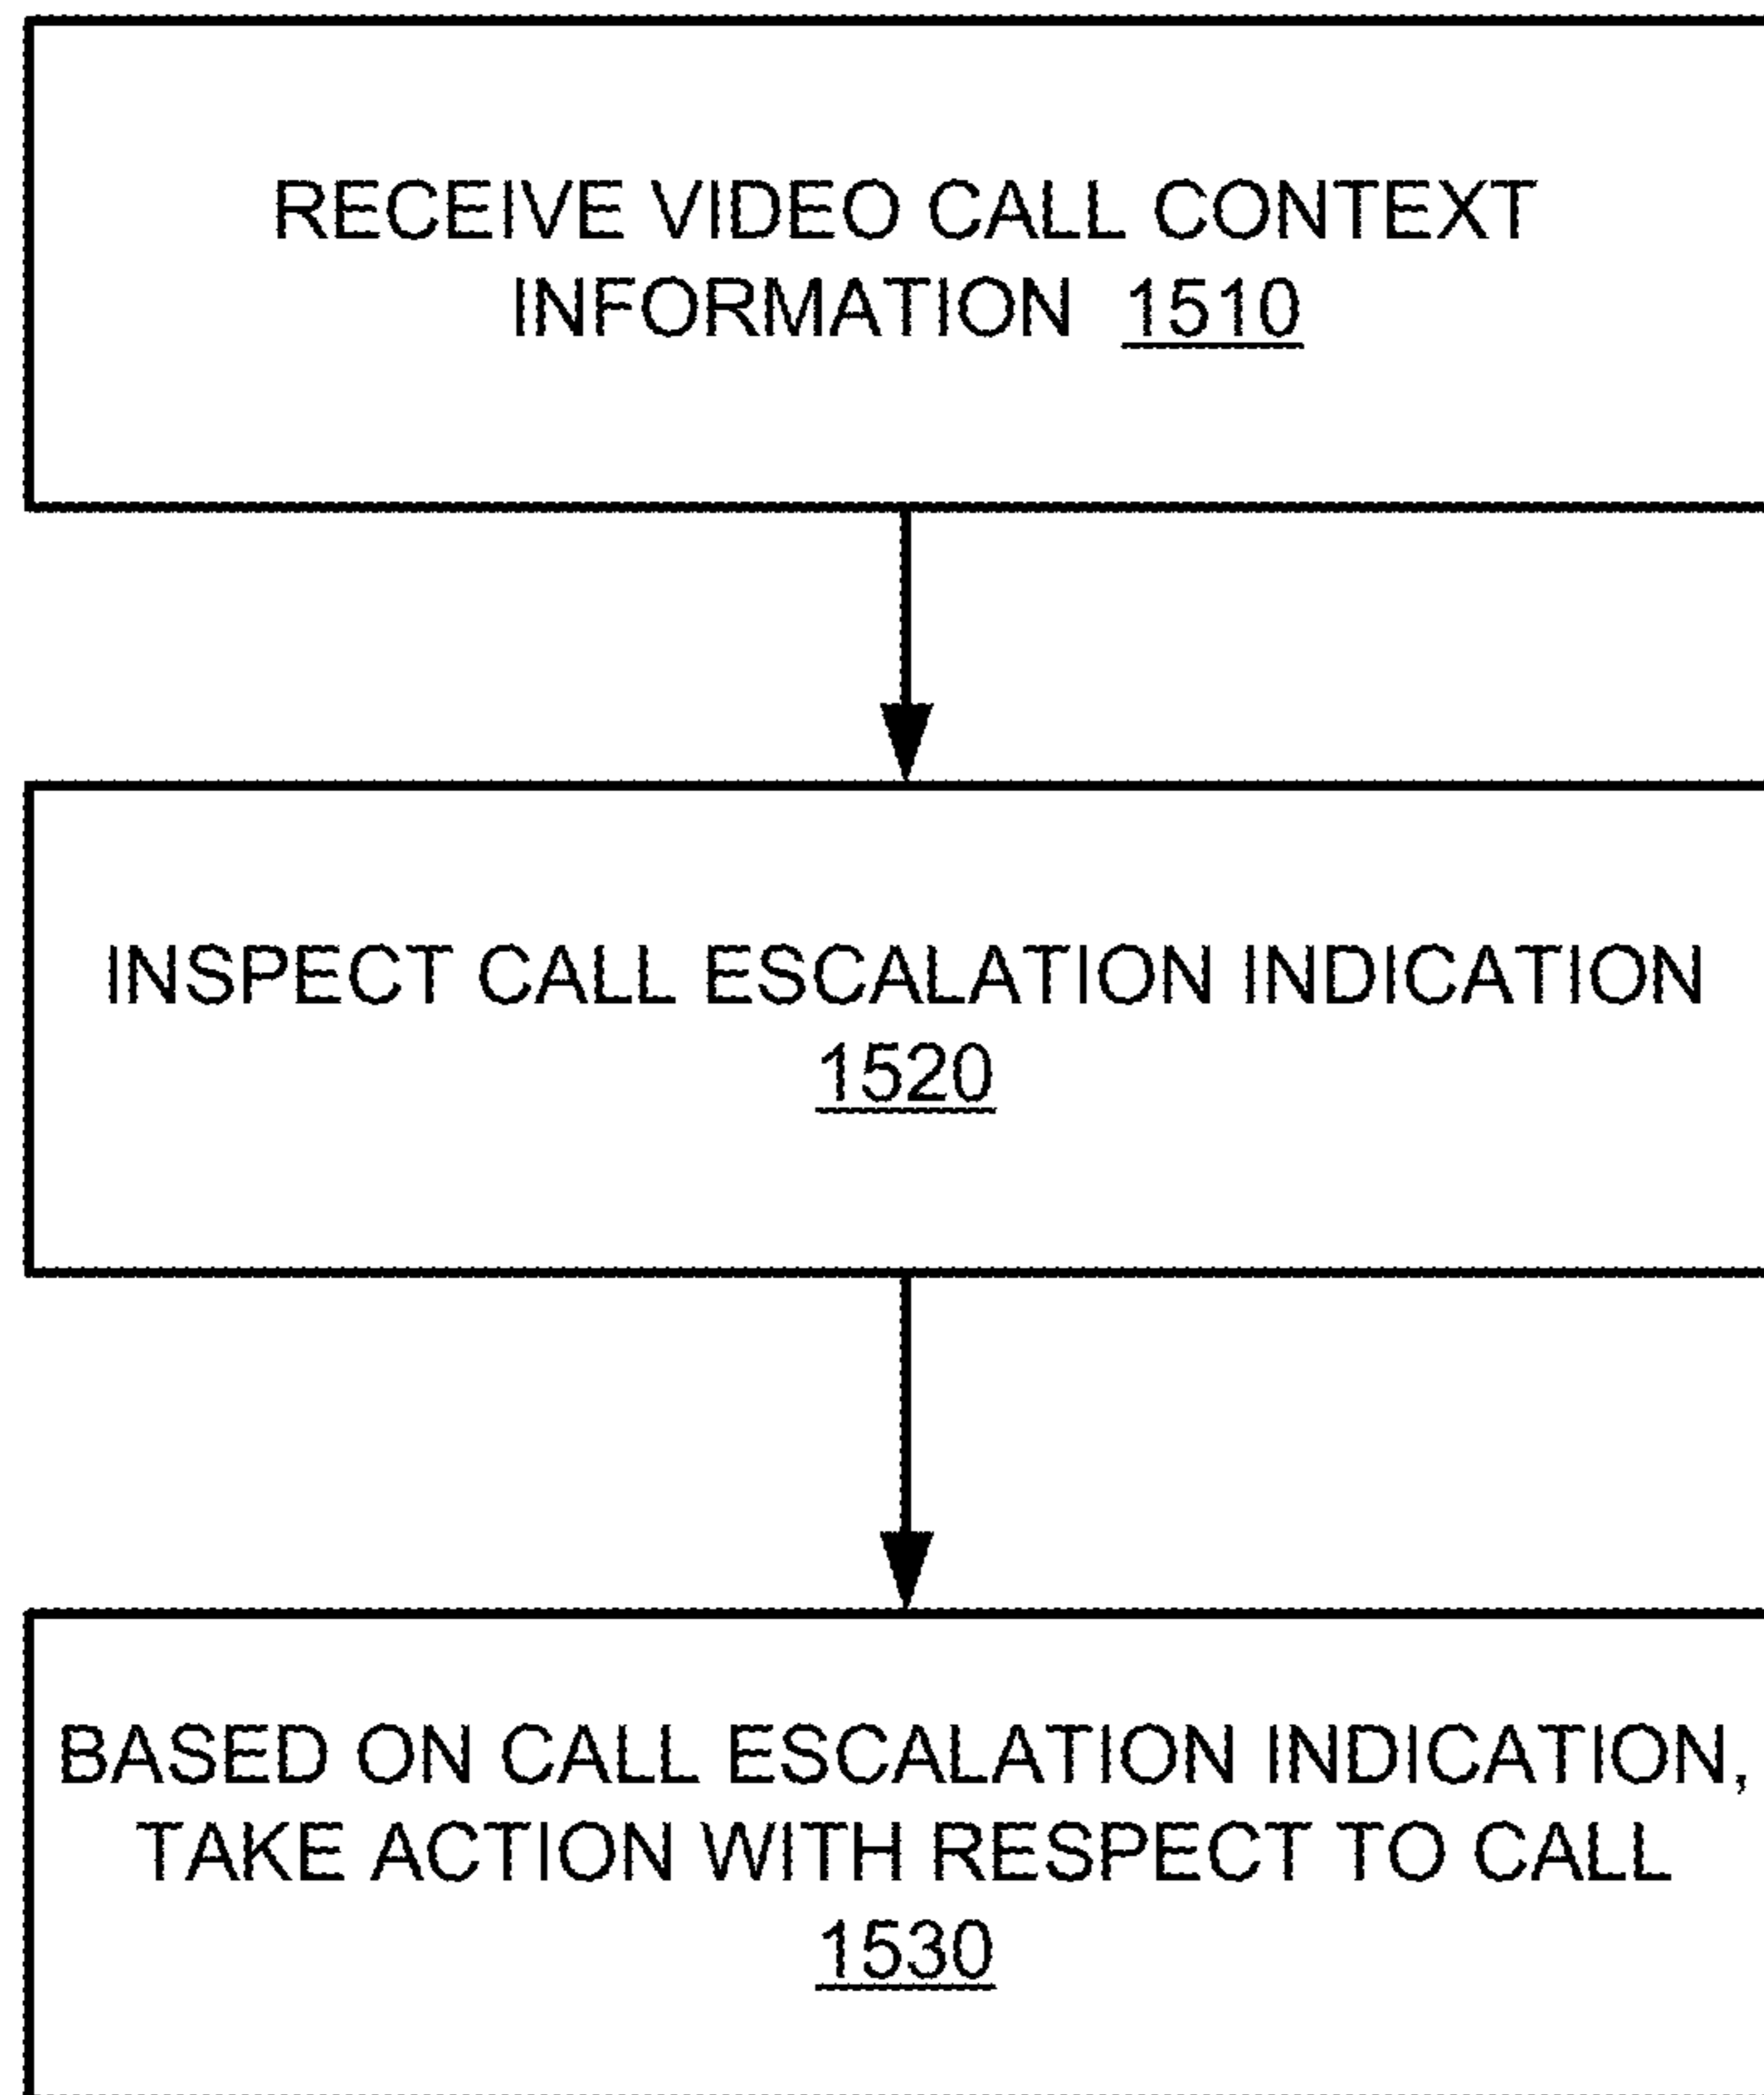 RECEIVE VIDEO CALL CONTEXT
INFORMATION 1510
INSPECT CALL ESCALATION INDICATION
1520
BASED ON CALL ESCALATION INDICATION,
TAKE ACTION WITH RESPECT TO CALL
1530